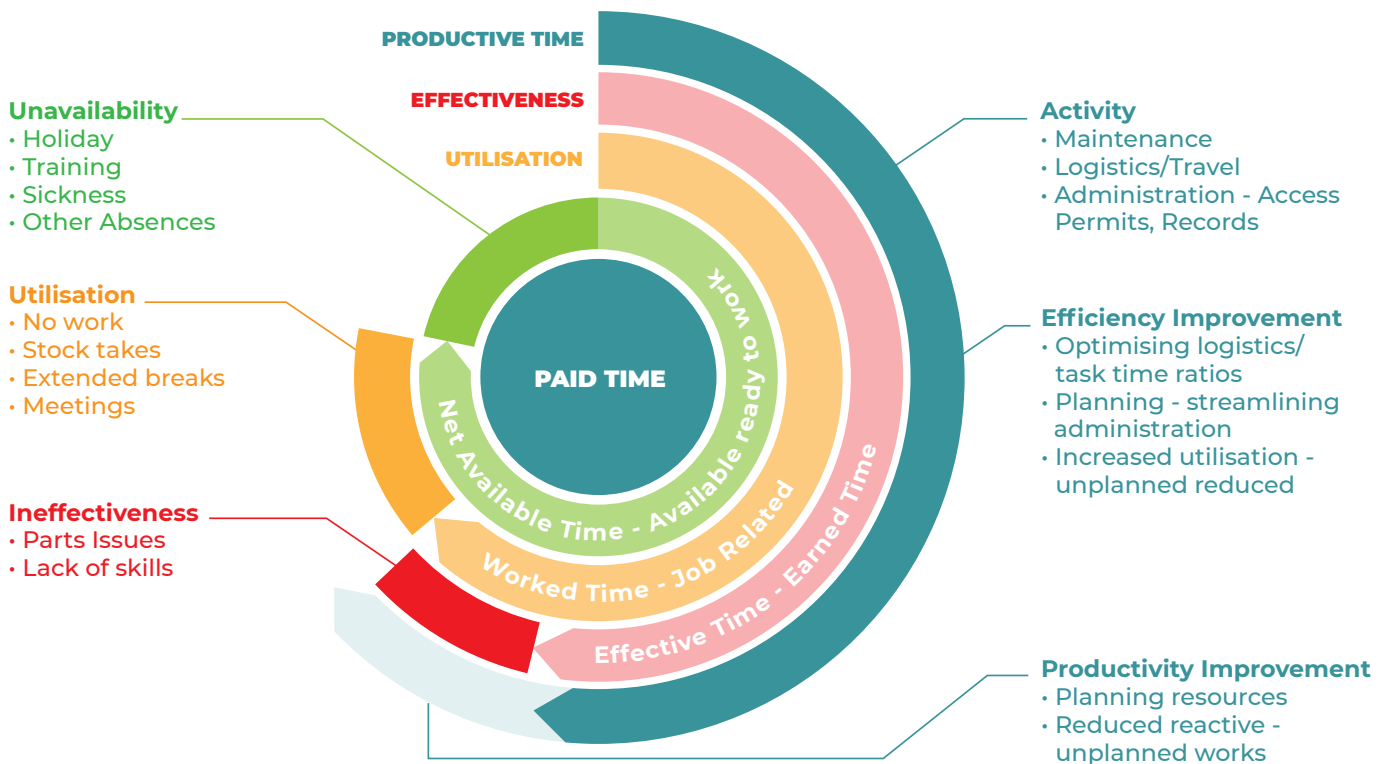 PRODUCTIVE TIME
EFFECTIVENESS
UTILISATION
Unavailability
• Holiday
• Training
• Sickness
• Other Absences
Utilisation
• No work
• Stock takes
• Extended breaks
• Meetings
Ineffectiveness
• Parts Issues
• Lack of skills
PAID TIME
Net Available Time - Available ready to work
Worked Time - Job Related
Effective Time - Earned Time
Activity
• Maintenance
• Logistics/Travel
• Administration - Access
Permits, Records
Efficiency Improvement
• Optimising logistics/
task time ratios
• Planning - streamlining
administration
• Increased utilisation -
unplanned reduced
Productivity Improvement
• Planning resources
• Reduced reactive -
unplanned works